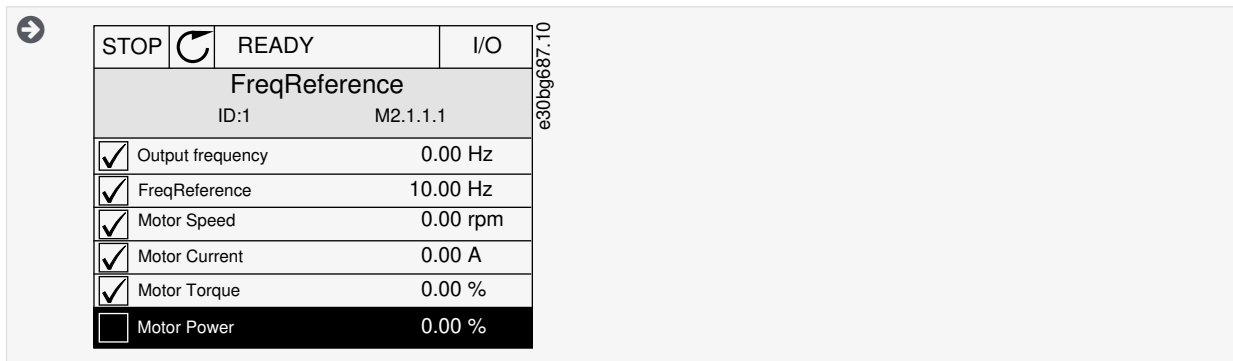 STOP READY I/O
FreqReference
ID:1 M2.1.1.1
Output frequency 0.00 Hz
FreqReference 10.00 Hz
Motor Speed 0.00 rpm
Motor Current 0.00 A
Motor Torque 0.00 %
Motor Power 0.00 %
e30bg687.10